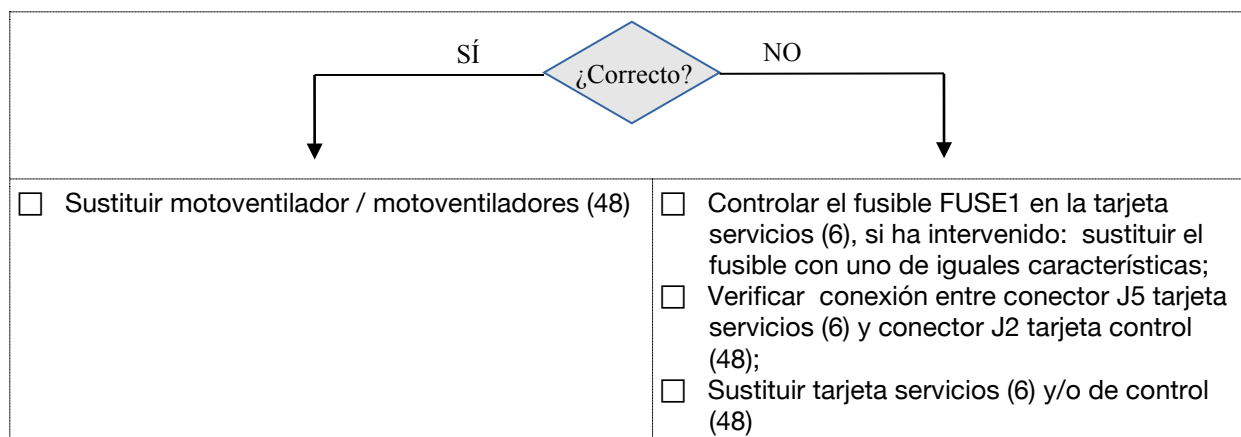 SÍ
¿Correcto?
NO
☐ Sustituir motoventilador / motoventiladores (48)
☐ Controlar el fusible FUSE1 en la tarjeta
servicios (6), si ha intervenido: sustituir el
fusible con uno de iguales características;
☐ Verificar conexión entre conector J5 tarjeta
servicios (6) y conector J2 tarjeta control
(48);
☐ Sustituir tarjeta servicios (6) y/o de control
(48)